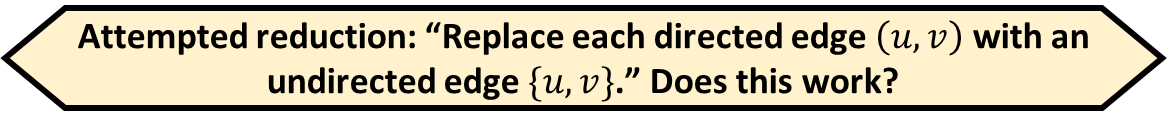 Attempted reduction: “Replace each directed edge (u, v) with an
undirected edge {u, v}.” Does this work?